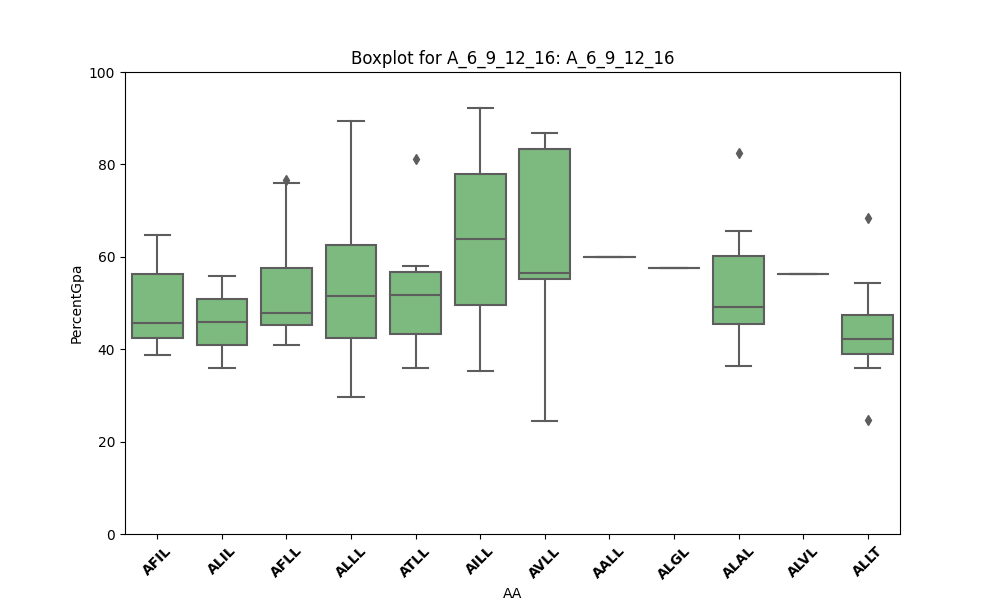 Boxplot for A_6_9_12_16: A_6_9_12_16
PercentGpa
100
80
60
40
20
0
AFIL ALIL AFLL ALLL ATLL AILL AVLL AALL ALGL ALAL ALVL ALLT
AA